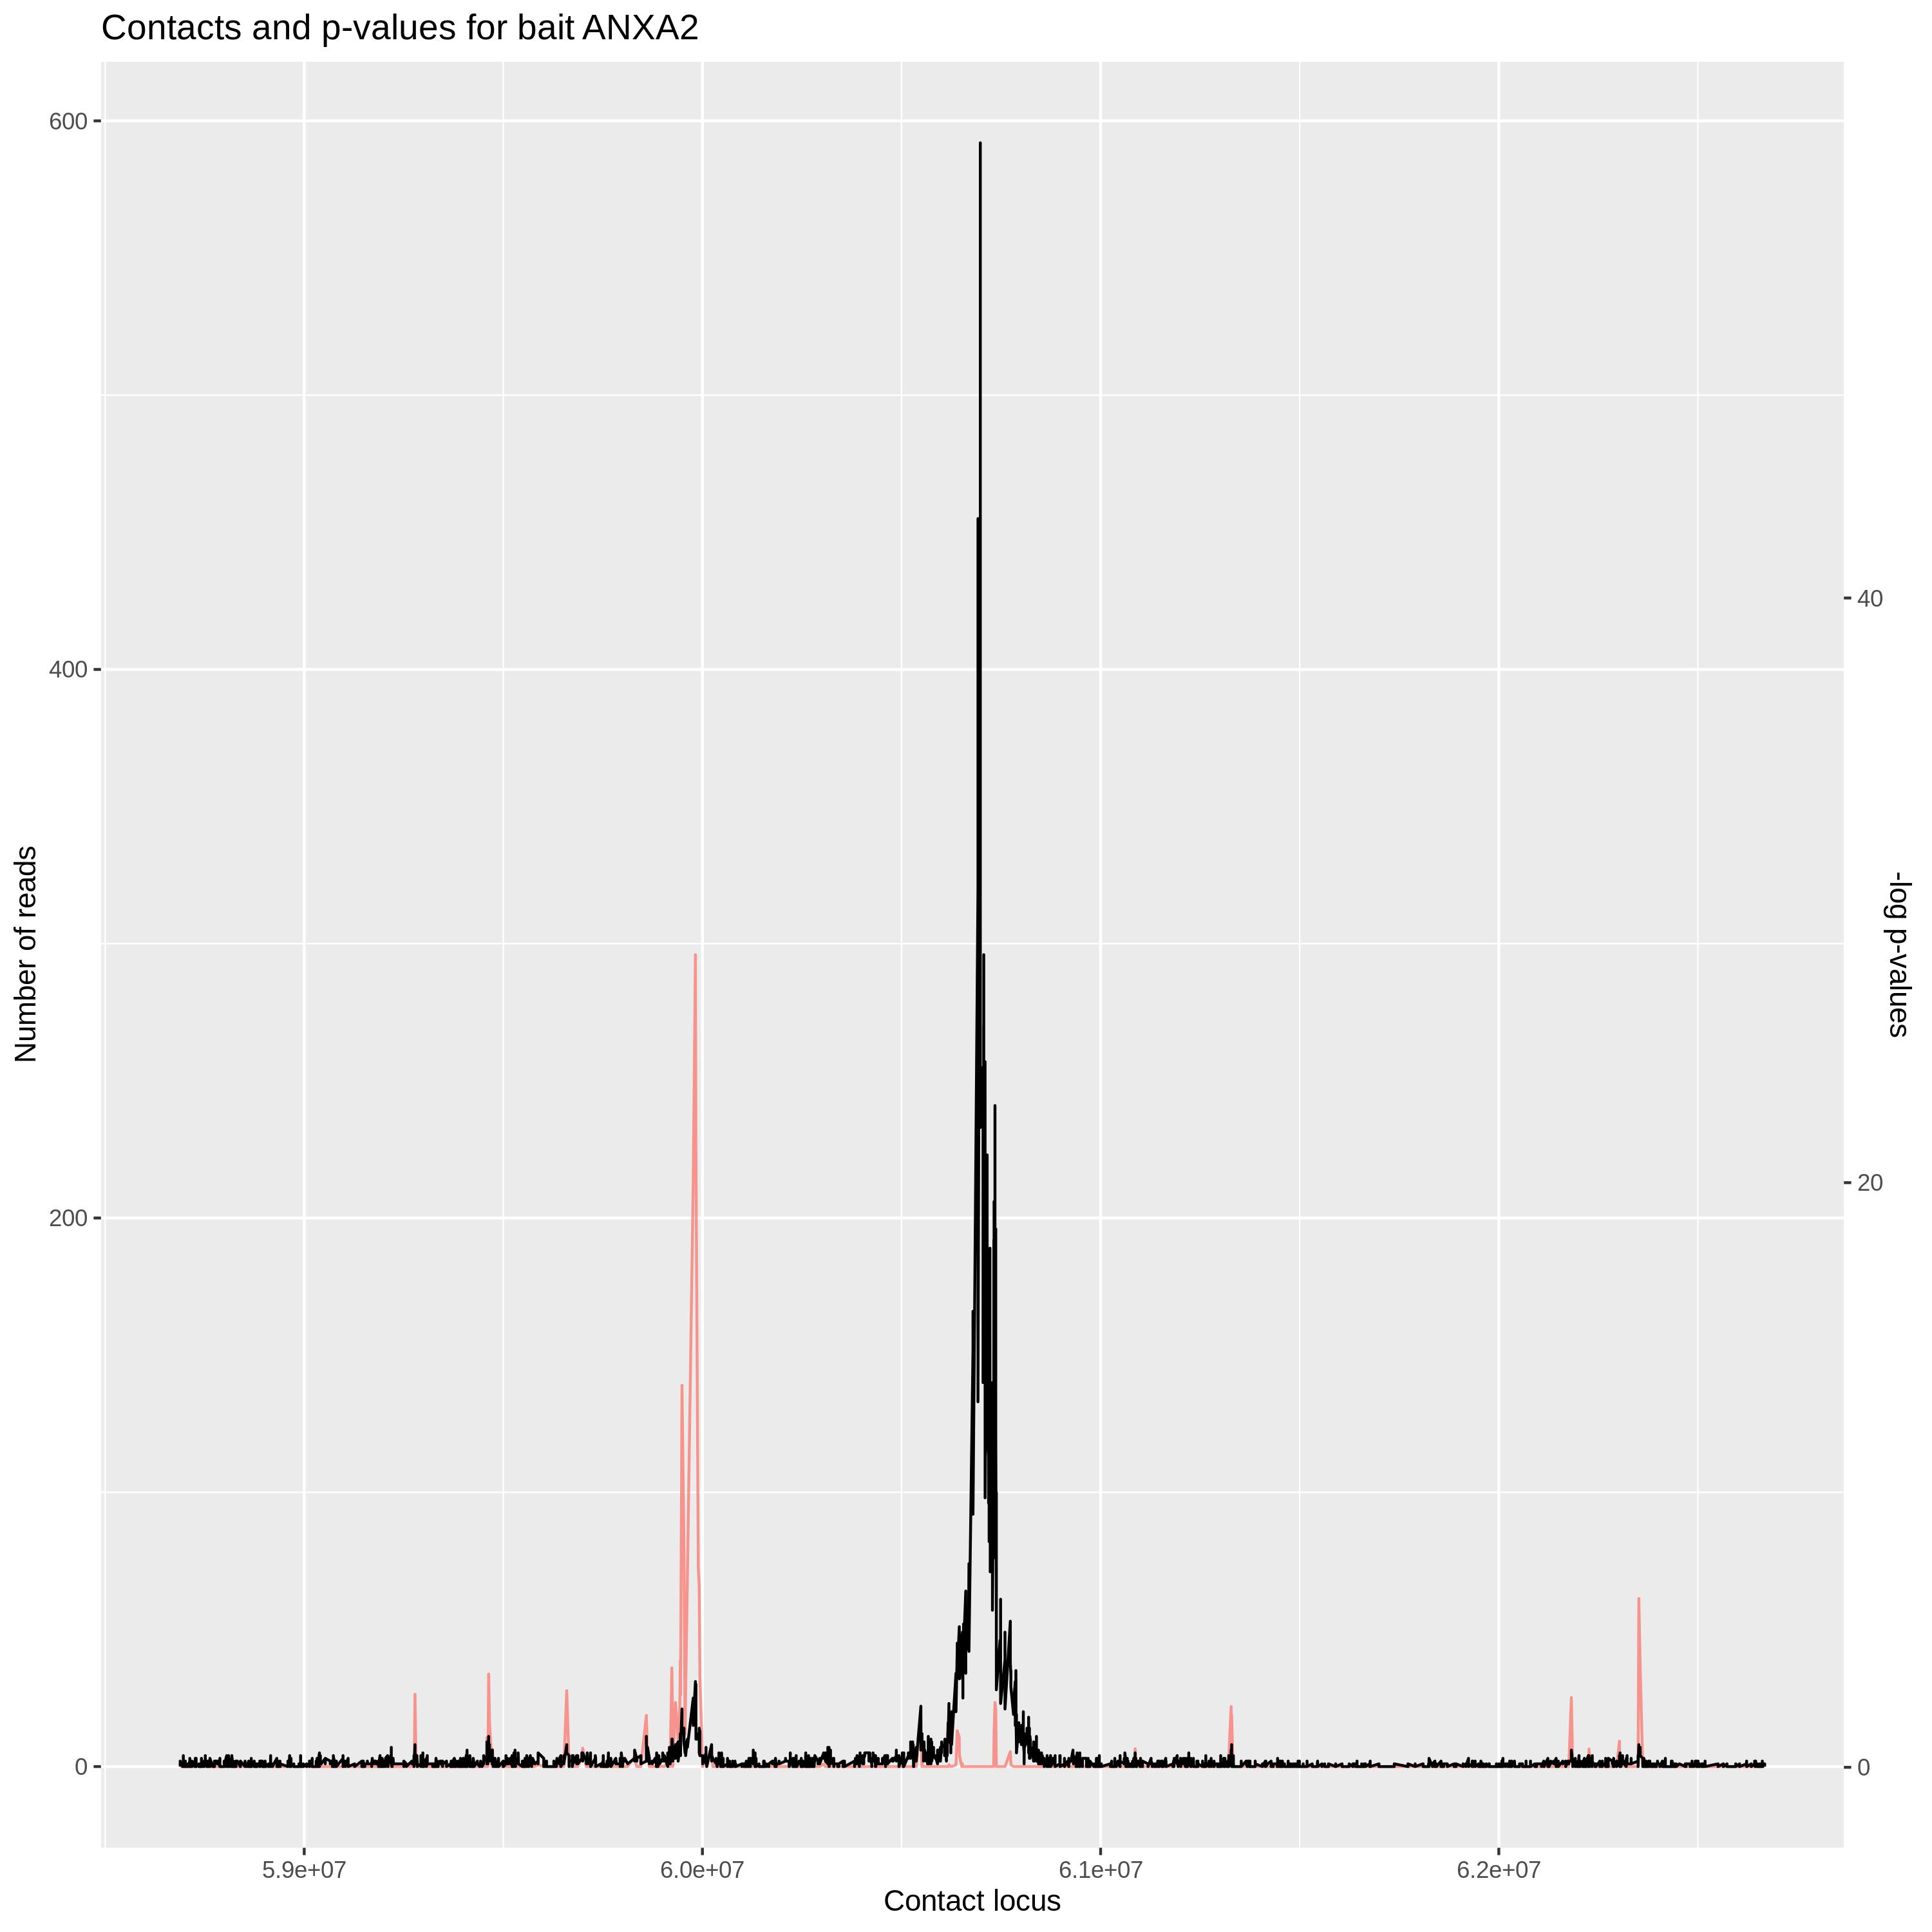 Contacts and p-values for bait ANXA2
600
400
200
0
Number of reads
40
20
0
-log p-values
5.9e+07
6.0e+07
6.1e+07
6.2e+07
Contact locus